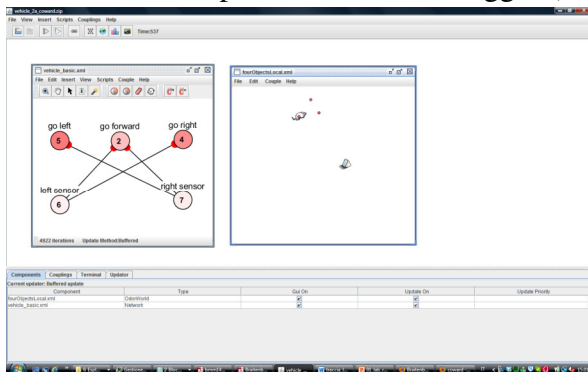 vehicle_2a_coward.zip
File View Insert Scripts Couplings Help
Time:537
vehicle_basic.xml
File Edit Insert View Scripts Couple Help
go left go forward go right
5 2 4
left sensor right sensor
6 7
4822 iterations Update Method:Buffered
fourObjectsLocal.xml
File Edit Couple Help
Components Couplings Terminal Updator
Current updater: Buffered update
Component Type Gui On Update On Update Priority
fourObjectsLocal.xml OdorWorld
vehicle_basic.xml Network